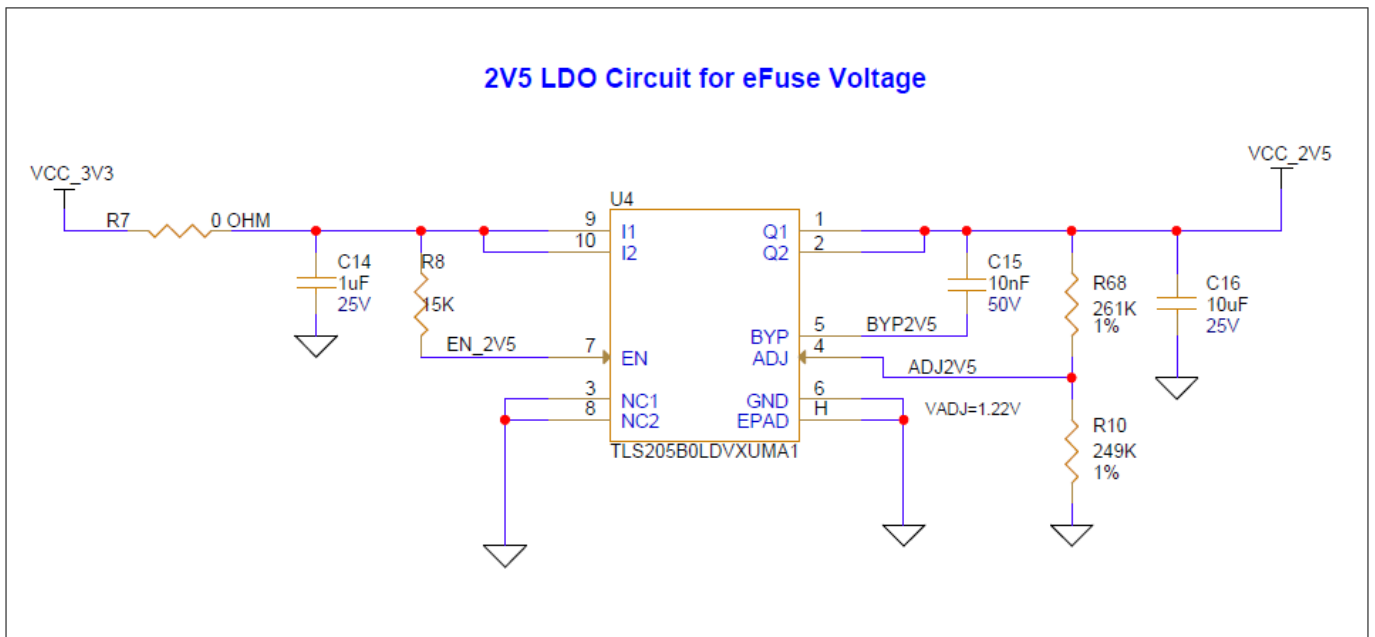 2V5 LDO Circuit for eFuse Voltage
VCC_3V3
VCC_2V5
R7
0 OHM
C14
1uF
25V
R8
15K
EN_2V5
U4
9
10
7
3
8
I1
I2
EN
NC1
NC2
Q1
Q2
BYP
ADJ
GND
EPAD
1
2
5
4
6
H
TLS205B0LDVXUMA1
BYP2V5
ADJ2V5
VADJ=1.22V
C15
10nF
50V
R68
261K
1%
C16
10uF
25V
R10
249K
1%